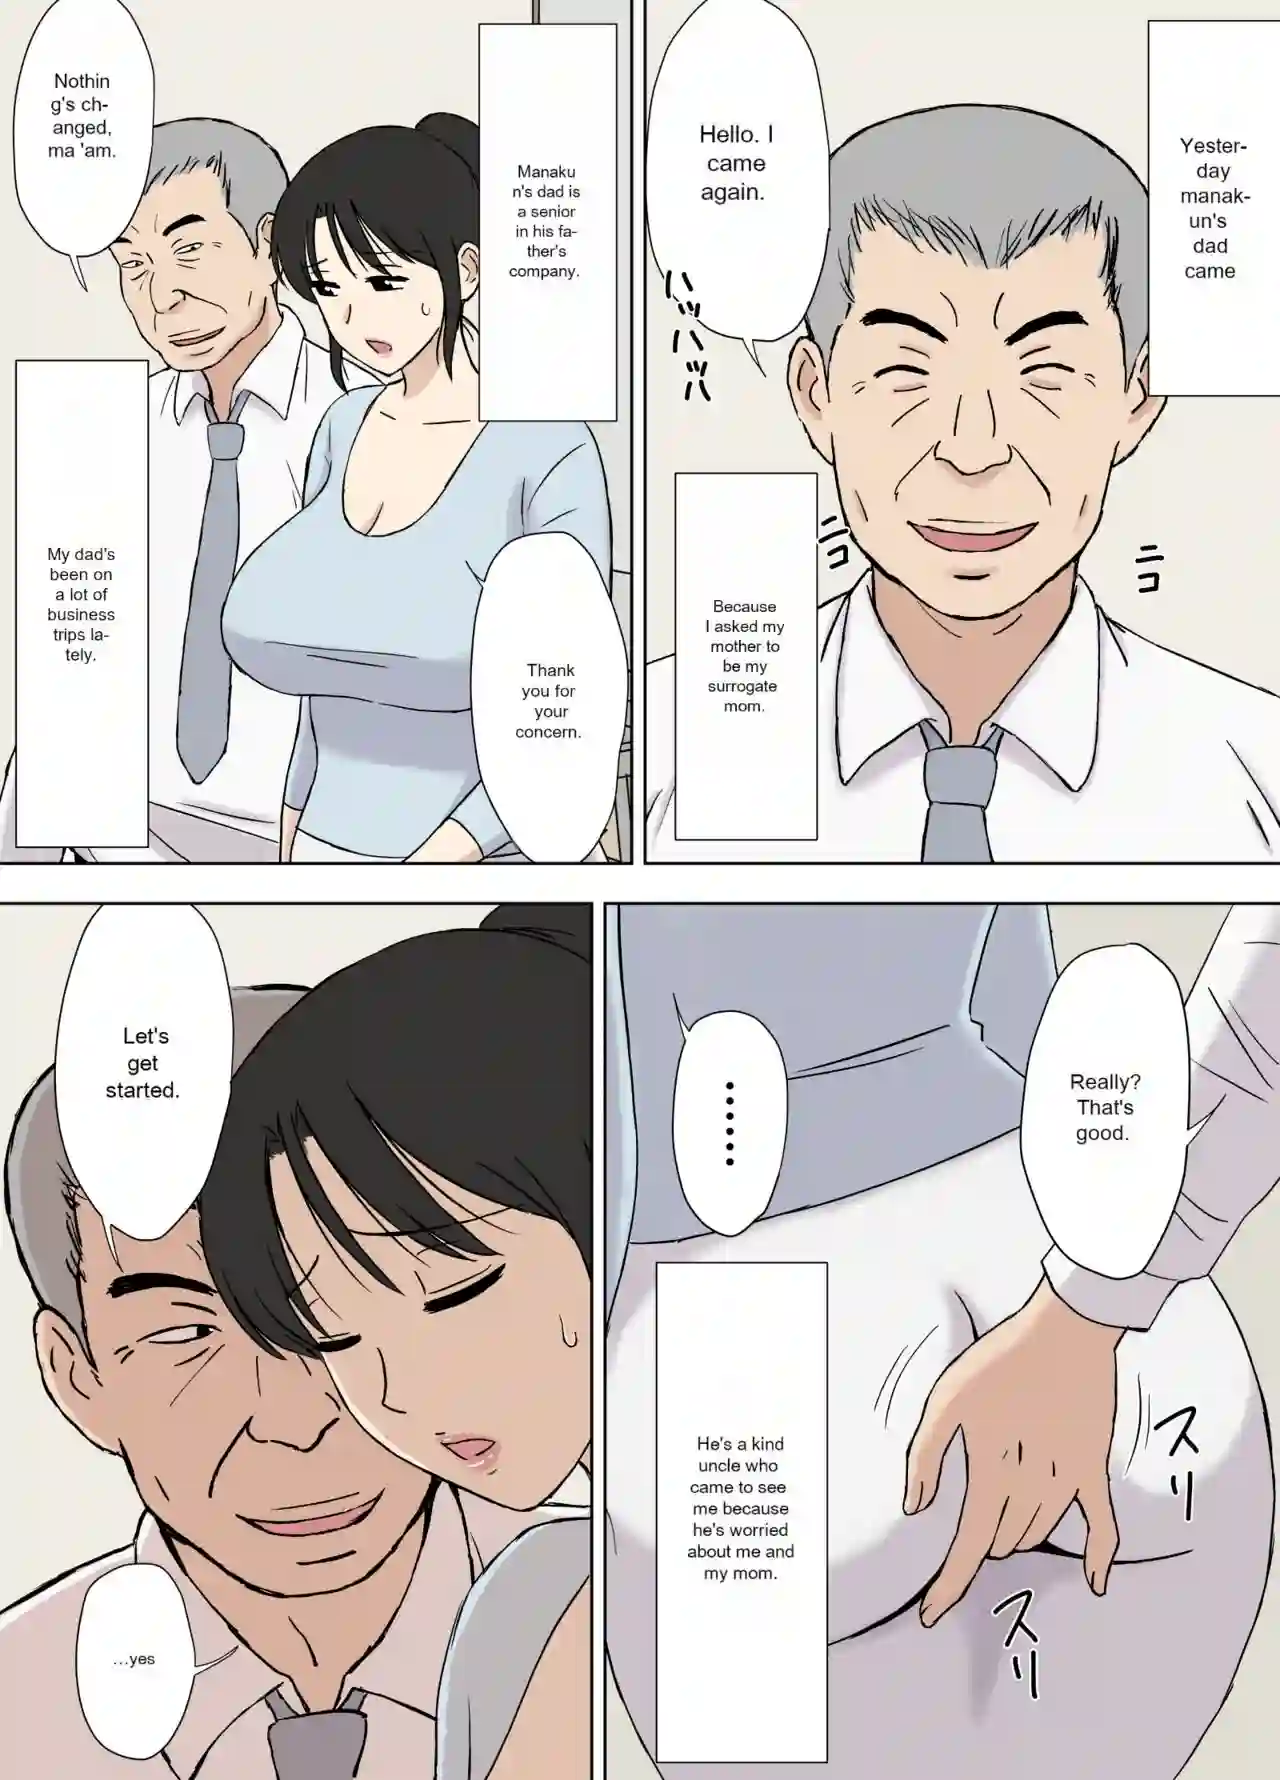 Yester-
day
manak-
un's
dad
came
Hello. I
came
again.
ハッハッハッ
ニコ
ニコ
Because
I asked my
mother to
be my
surrogate
mom.
Manaku
n's dad is
a senior
in his fa-
ther's
company.
Nothin
g's ch-
anged,
ma 'am.
My dad's
been on
a lot of
business
trips la-
tely.
Thank
you for
your
concern.
Really?
That's
good.
.......
スリ
スリ
He's a kind
uncle who
came to see
me because
he's worried
about me and
my mom.
Let's
get
started.
...yes